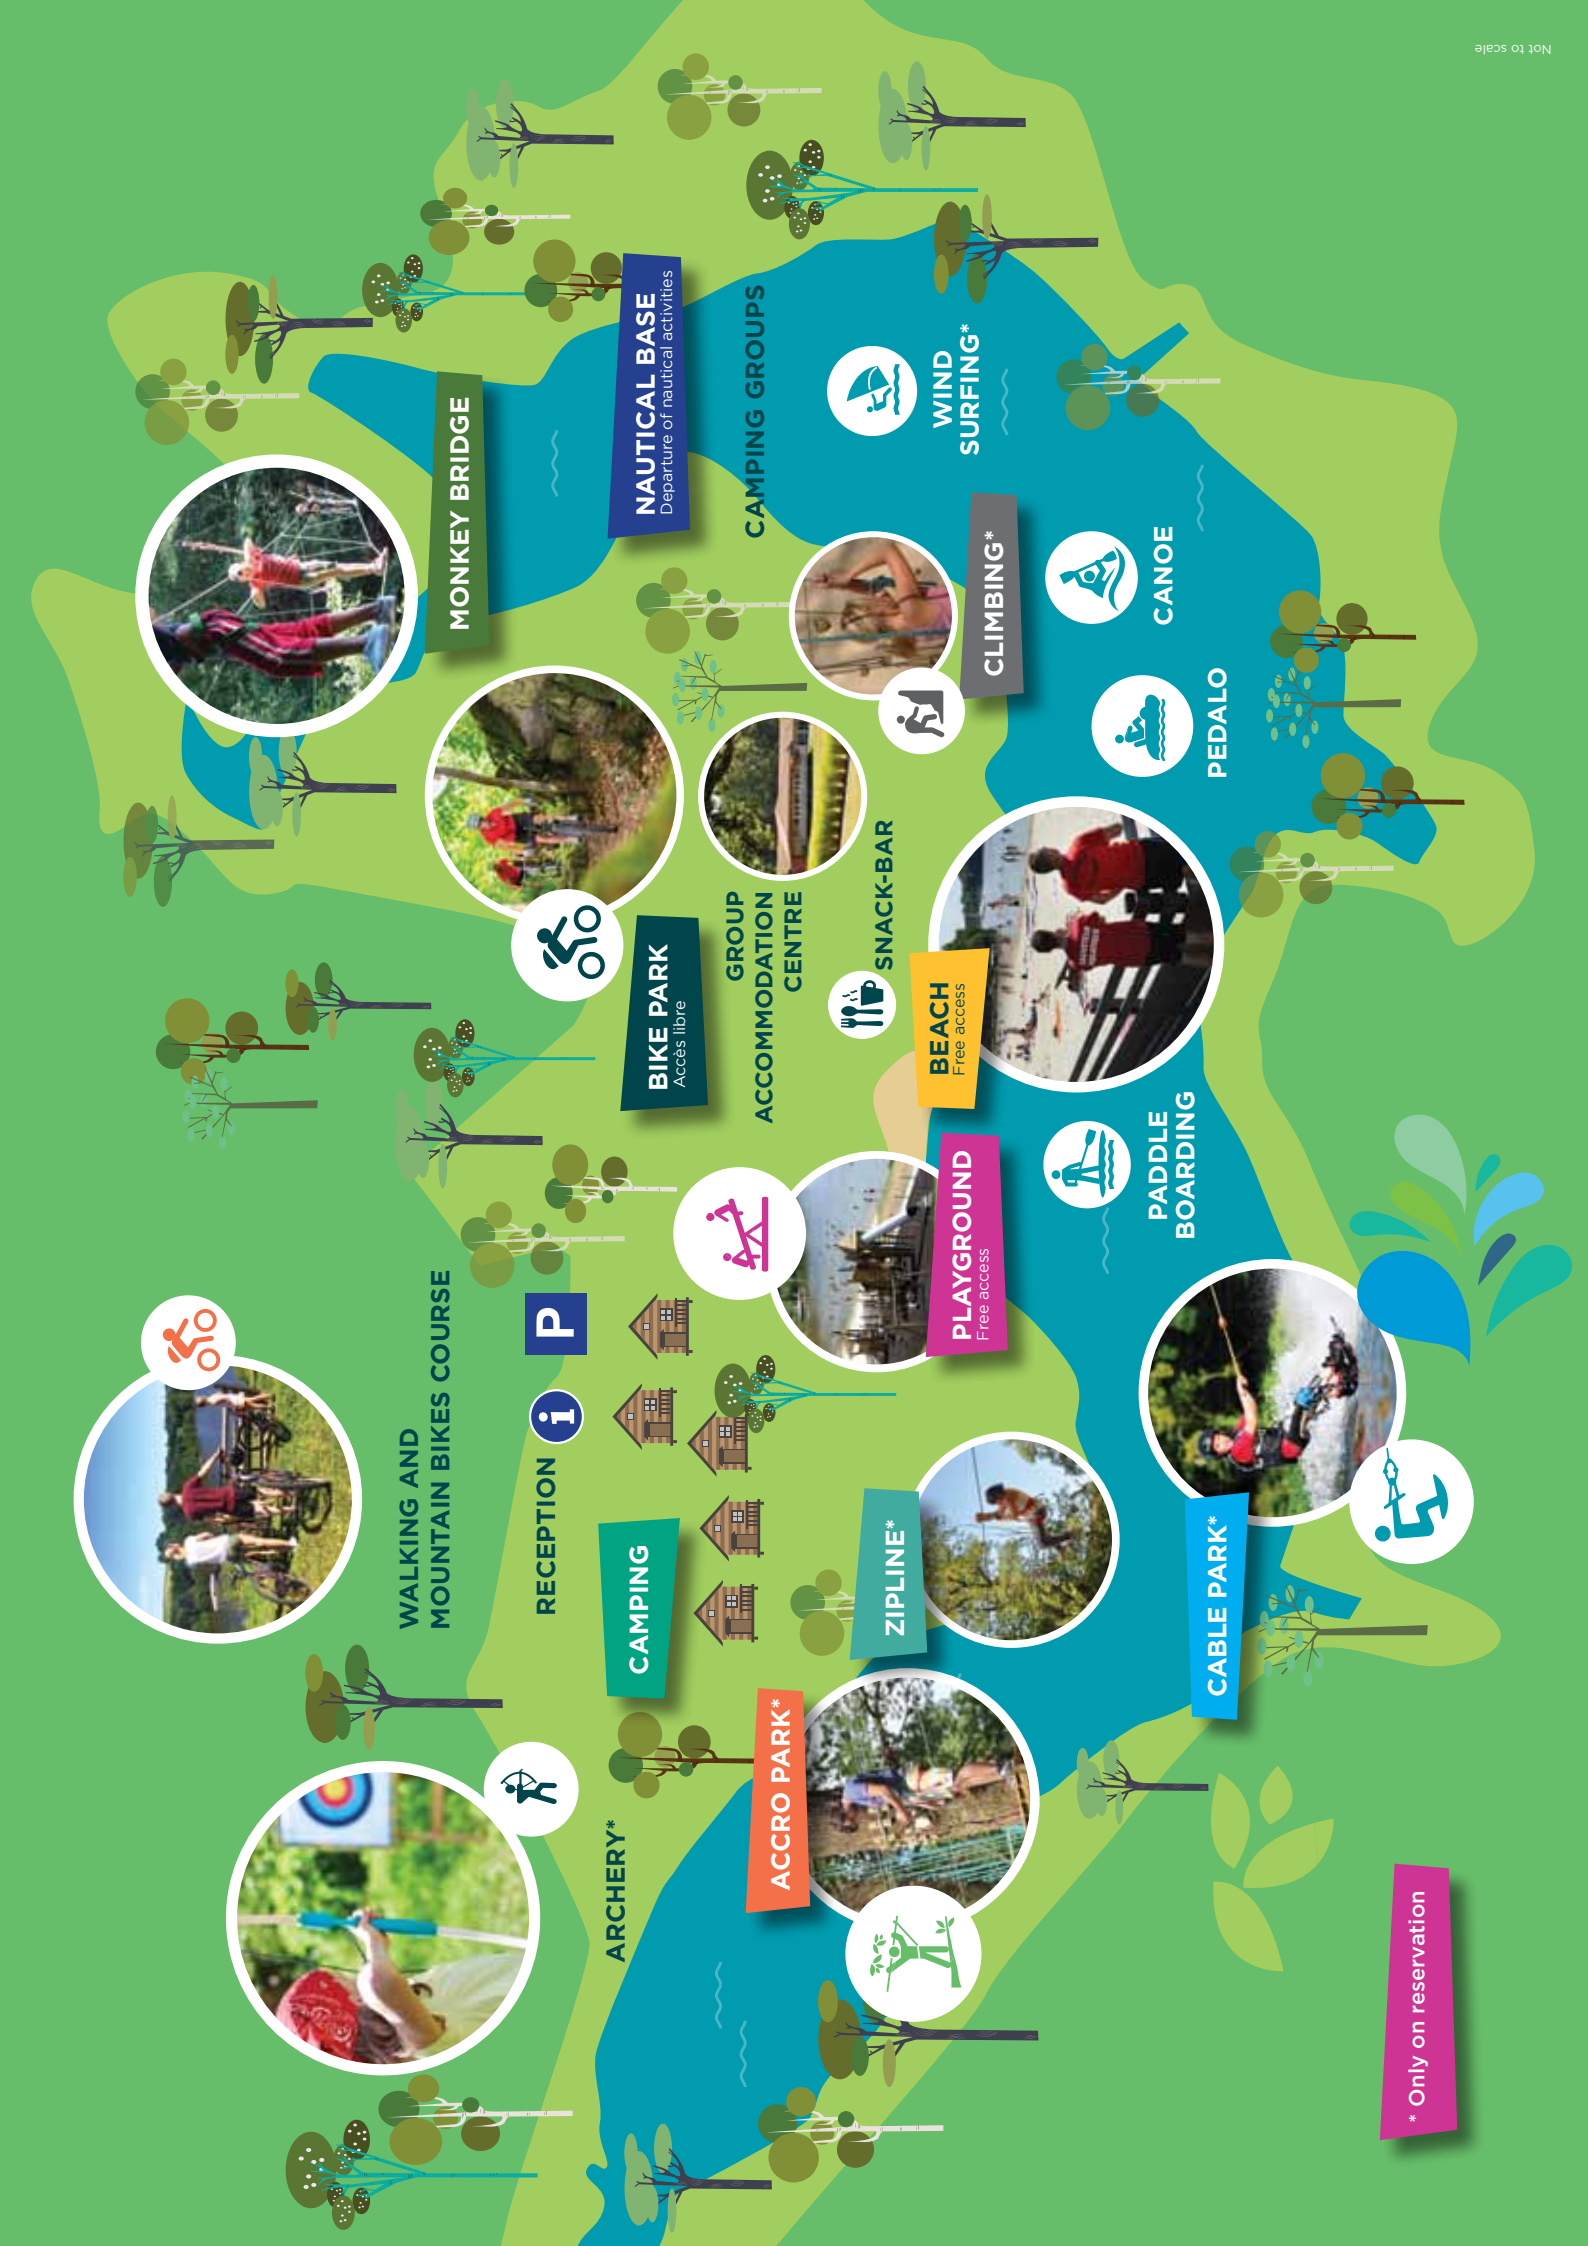 WALKING AND
MOUNTAIN BIKES COURSE
MONKEY BRIDGE
RECEPTION
i
P
ARCHERY*
CAMPING
BIKE PARK
Accès libre
NAUTICAL BASE
Departure of nautical activities
GROUP
ACCOMMODATION
CENTRE
CAMPING GROUPS
ACCRO PARK*
ZIPLINE*
SNACK-BAR
PLAYGROUND
Free access
BEACH
Free access
CLIMBING*
WIND
SURFING*
CANOE
PADDLE
BOARDING
PEDALO
CABLE PARK*
* Only on reservation
Not to scale